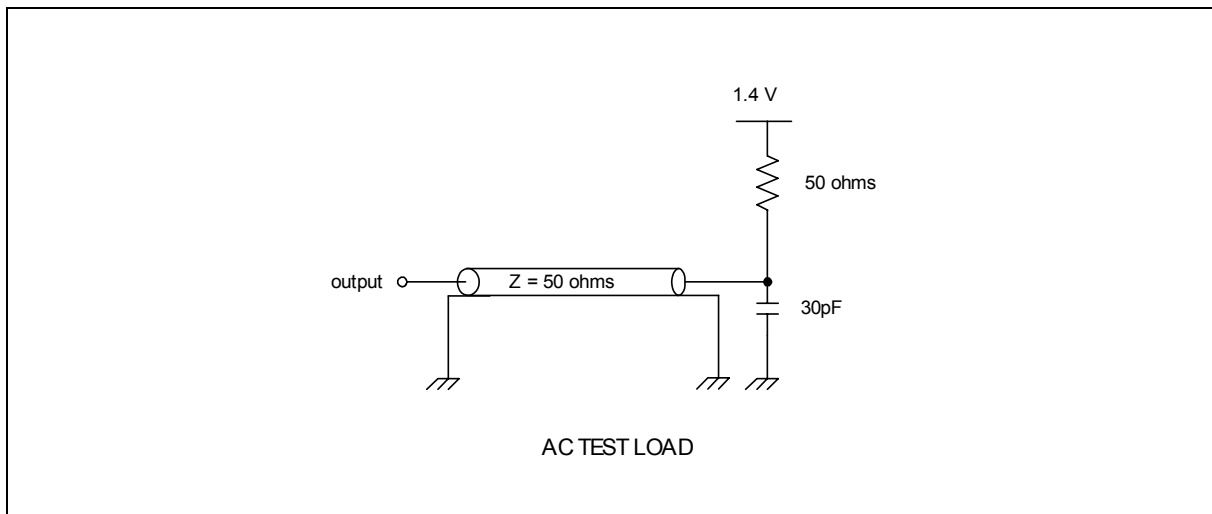 1.4 V
50 ohms
output
Z = 50 ohms
30pF
AC TEST LOAD